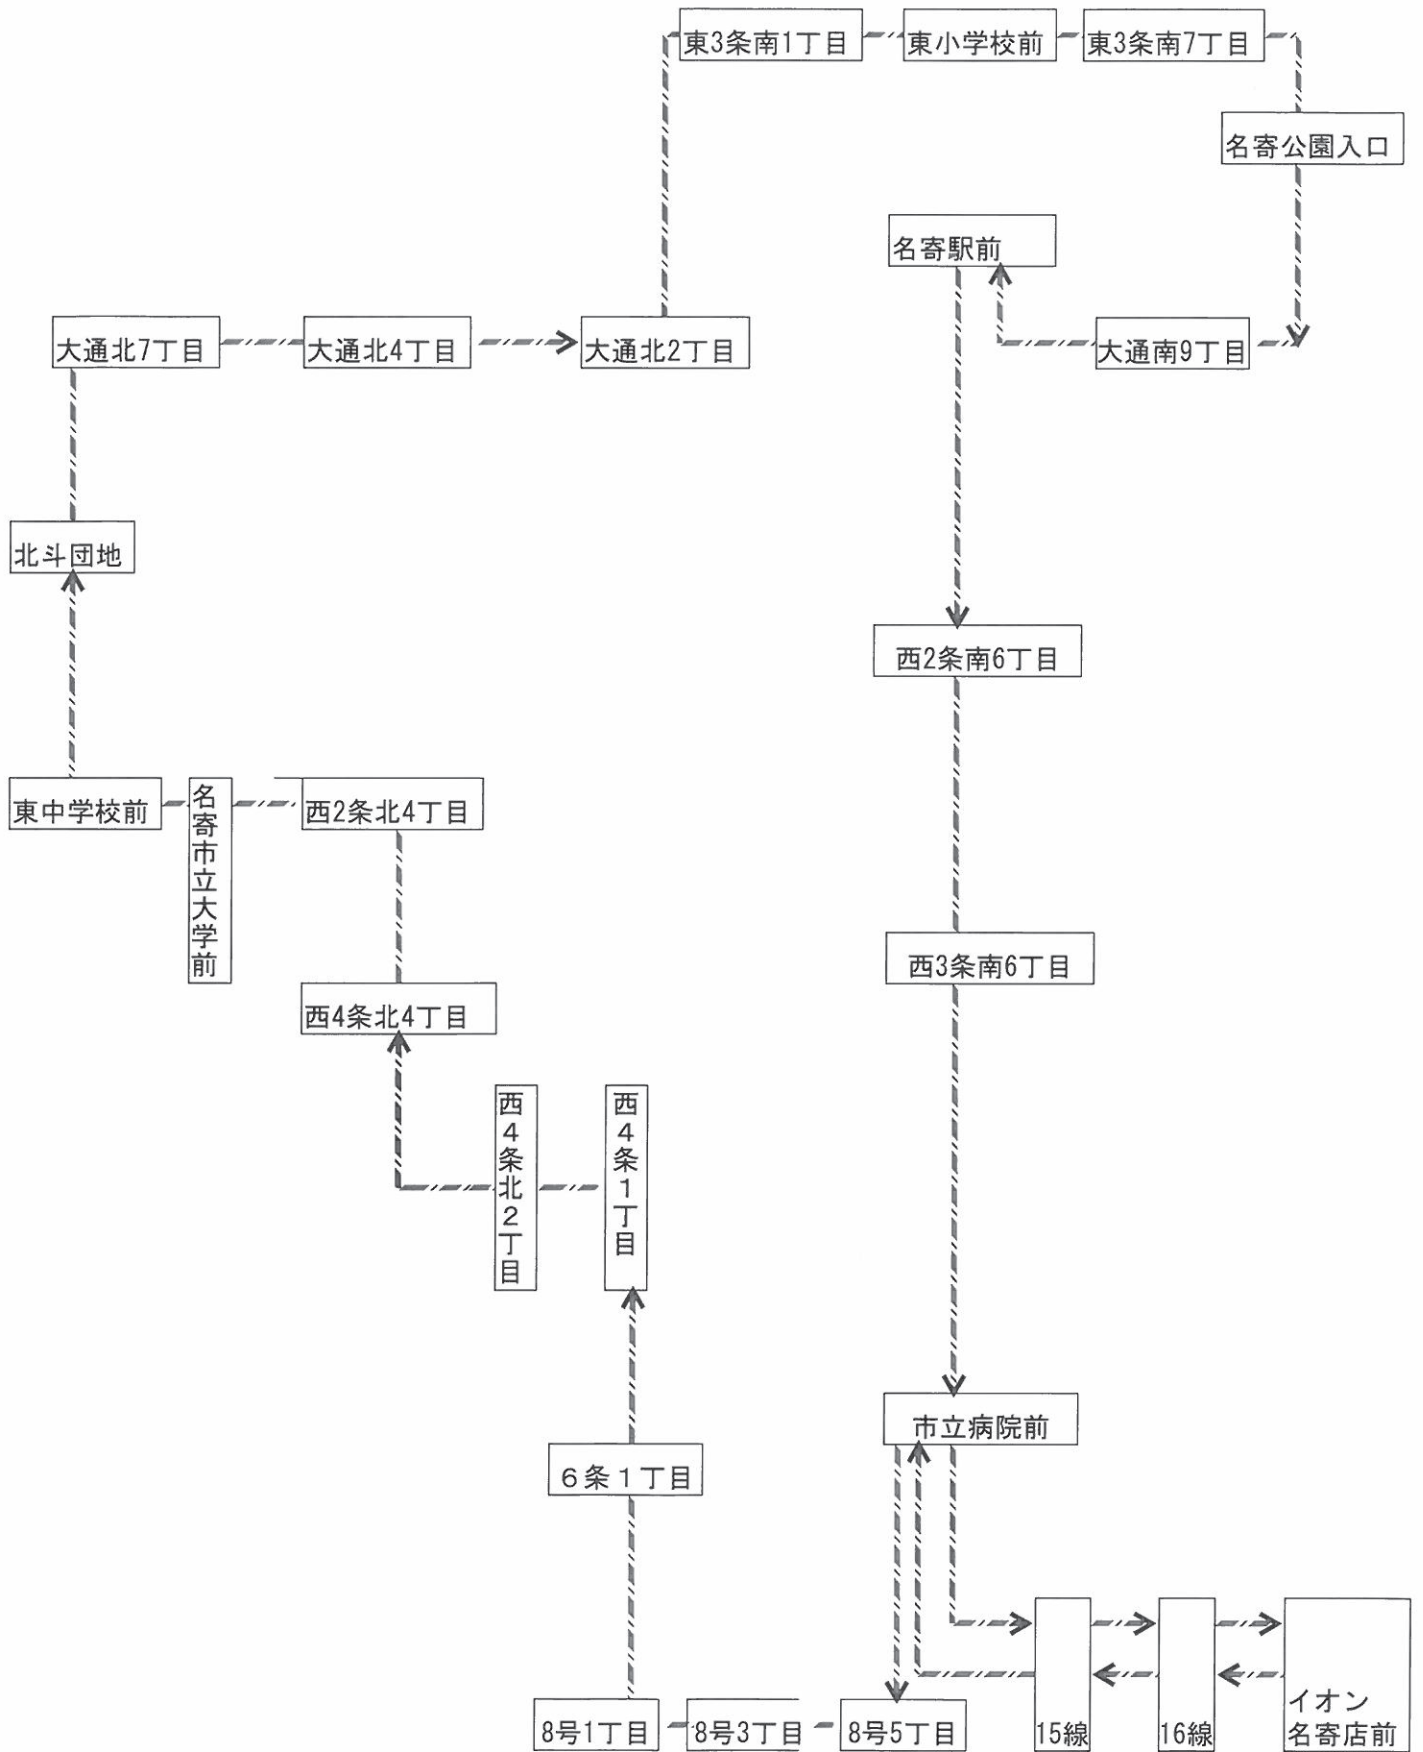 東3条南1丁目
東小学校前
東3条南7丁目
名寄公園入口
名寄駅前
大通北7丁目
大通北4丁目
大通北2丁目
大通南9丁目
北斗団地
西2条南6丁目
東中学校前
名寄市立大学前
西2条北4丁目
西3条南6丁目
西4条北4丁目
西4条北2丁目
西4条1丁目
市立病院前
6条1丁目
8号1丁目
8号3丁目
8号5丁目
15線
16線
イオン
名寄店前